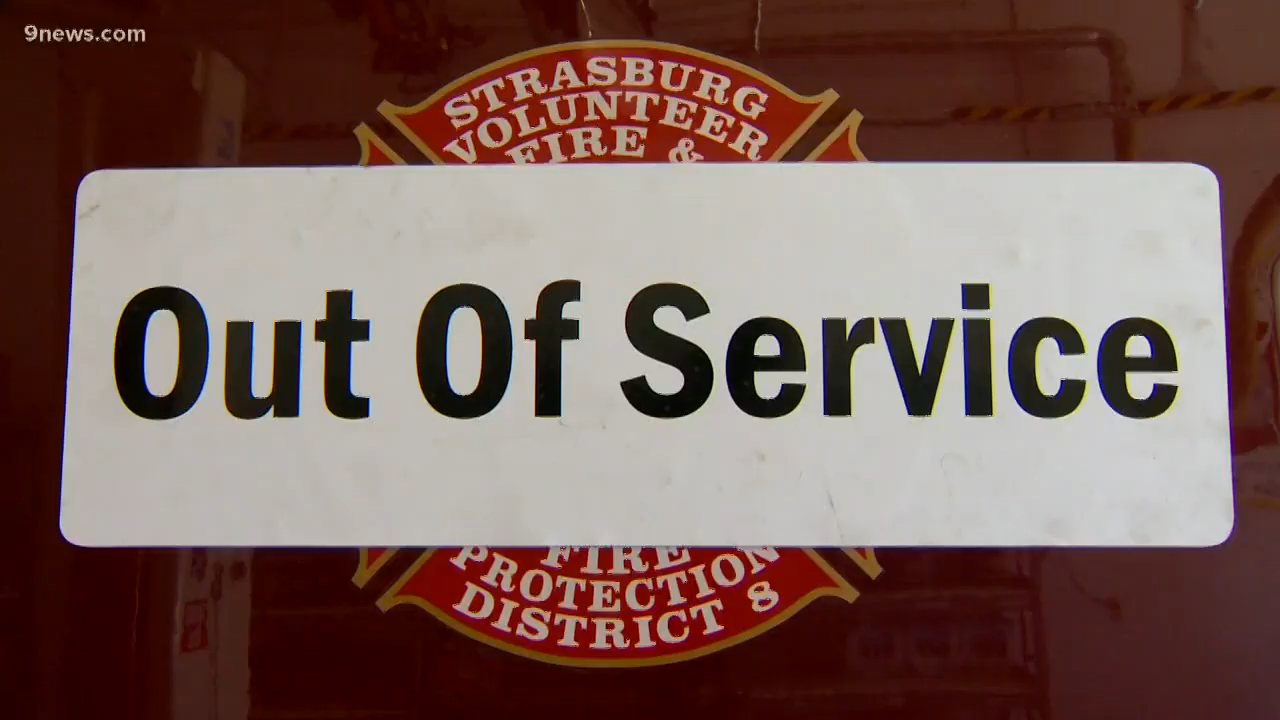 9news.com
STRASBURG
VOLUNTEER
FIRE &
Out Of Service
FIRE
PROTECTION
DISTRICT 8